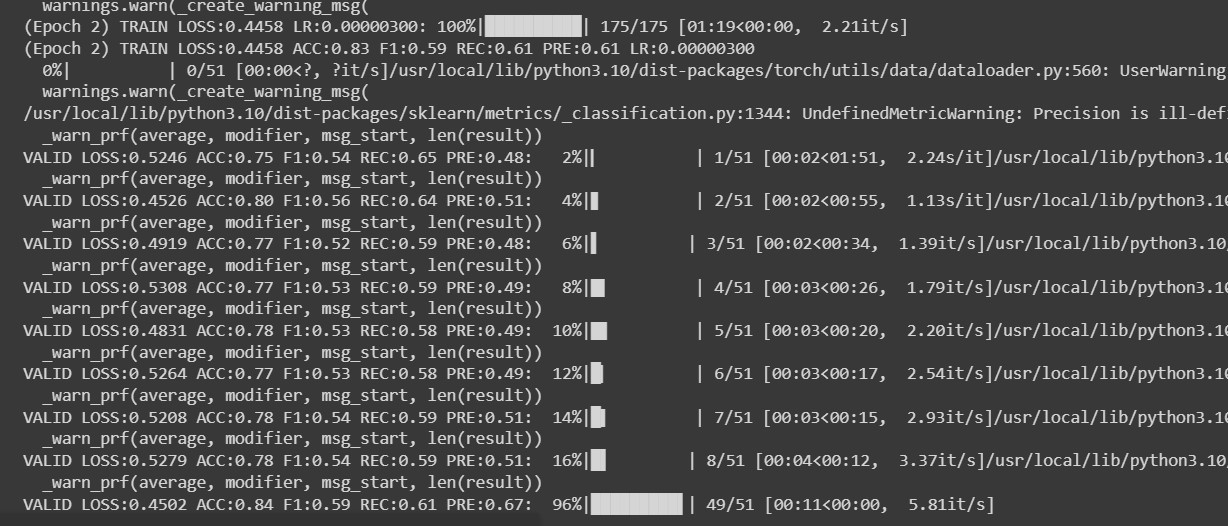 warnings.warn(_create_warning_msg(
(Epoch 2) TRAIN LOSS:0.4458 LR:0.00000300: 100%|██████████| 175/175 [01:19<00:00,  2.21it/s]
(Epoch 2) TRAIN LOSS:0.4458 ACC:0.83 F1:0.59 REC:0.61 PRE:0.61 LR:0.00000300
0%|          | 0/51 [00:00<?, ?it/s]/usr/local/lib/python3.10/dist-packages/torch/utils/data/dataloader.py:560: UserWarning
warnings.warn(_create_warning_msg(
/usr/local/lib/python3.10/dist-packages/sklearn/metrics/_classification.py:1344: UndefinedMetricWarning: Precision is ill-def
_warn_prf(average, modifier, msg_start, len(result))
VALID LOSS:0.5246 ACC:0.75 F1:0.54 REC:0.65 PRE:0.48:   2%|▏         | 1/51 [00:02<01:51,  2.24s/it]/usr/local/lib/python3.10
_warn_prf(average, modifier, msg_start, len(result))
VALID LOSS:0.4526 ACC:0.80 F1:0.56 REC:0.64 PRE:0.51:   4%|▍         | 2/51 [00:02<00:55,  1.13s/it]/usr/local/lib/python3.10
_warn_prf(average, modifier, msg_start, len(result))
VALID LOSS:0.4919 ACC:0.77 F1:0.52 REC:0.59 PRE:0.48:   6%|▌         | 3/51 [00:02<00:34,  1.39it/s]/usr/local/lib/python3.10/
_warn_prf(average, modifier, msg_start, len(result))
VALID LOSS:0.5308 ACC:0.77 F1:0.53 REC:0.59 PRE:0.49:   8%|▊         | 4/51 [00:03<00:26,  1.79it/s]/usr/local/lib/python3.10
_warn_prf(average, modifier, msg_start, len(result))
VALID LOSS:0.4831 ACC:0.78 F1:0.53 REC:0.58 PRE:0.49:  10%|▉         | 5/51 [00:03<00:20,  2.20it/s]/usr/local/lib/python3.10
_warn_prf(average, modifier, msg_start, len(result))
VALID LOSS:0.5264 ACC:0.77 F1:0.53 REC:0.58 PRE:0.49:  12%|█▏        | 6/51 [00:03<00:17,  2.54it/s]/usr/local/lib/python3.10
_warn_prf(average, modifier, msg_start, len(result))
VALID LOSS:0.5208 ACC:0.78 F1:0.54 REC:0.59 PRE:0.51:  14%|█▎        | 7/51 [00:03<00:15,  2.93it/s]/usr/local/lib/python3.10
_warn_prf(average, modifier, msg_start, len(result))
VALID LOSS:0.5279 ACC:0.78 F1:0.54 REC:0.59 PRE:0.51:  16%|█▌        | 8/51 [00:04<00:12,  3.37it/s]/usr/local/lib/python3.10/
_warn_prf(average, modifier, msg_start, len(result))
VALID LOSS:0.4502 ACC:0.84 F1:0.59 REC:0.61 PRE:0.67:  96%|█████████▌| 49/51 [00:11<00:00,  5.81it/s]